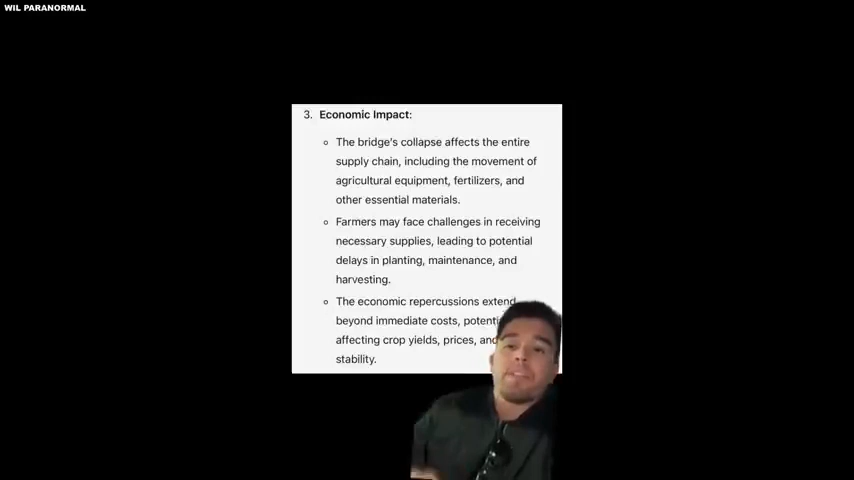 WIL PARANORMAL
3. Economic Impact:
◦ The bridge's collapse affects the entire
supply chain, including the movement of
agricultural equipment, fertilizers, and
other essential materials.
◦ Farmers may face challenges in receiving
necessary supplies, leading to potential
delays in planting, maintenance, and
harvesting.
◦ The economic repercussions extend
beyond immediate costs,
affecting crop yields, prices, and
stability.